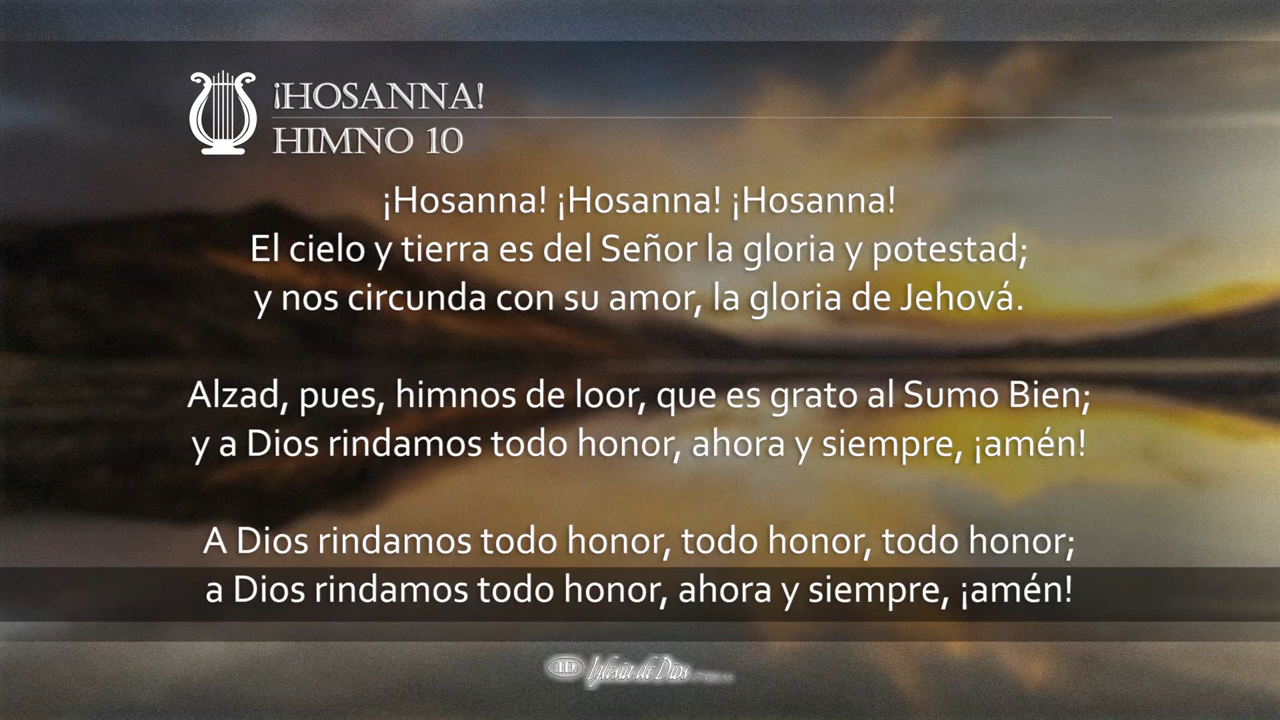 ¡HOSANNA!
HIMNO 10
¡Hosanna! ¡Hosanna! ¡Hosanna!
El cielo y tierra es del Señor la gloria y potestad;
y nos circunda con su amor, la gloria de Jehová.
Alzad, pues, himnos de loor, que es grato al Sumo Bien;
y a Dios rindamos todo honor, ahora y siempre, ¡amén!
A Dios rindamos todo honor, todo honor, todo honor;
a Dios rindamos todo honor, ahora y siempre, ¡amén!
Iglesia de Dios